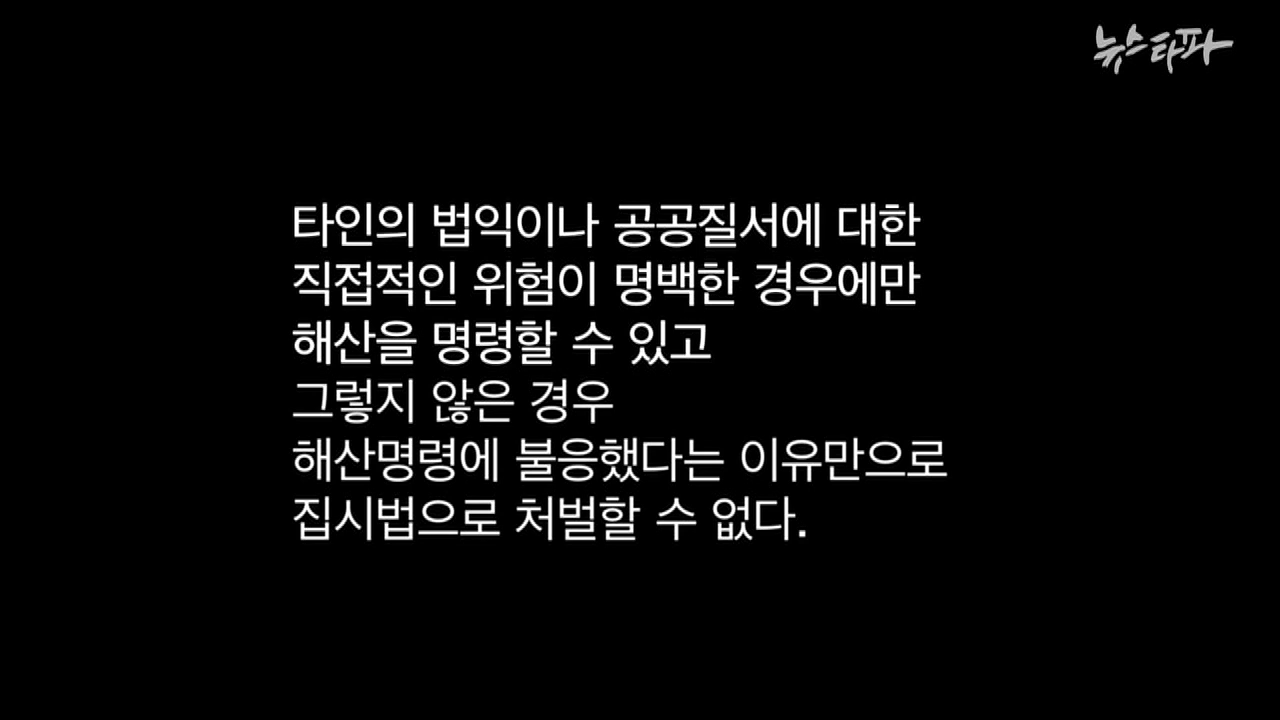 뉴스타파
타인의 법익이나 공공질서에 대한
직접적인 위험이 명백한 경우에만
해산을 명령할 수 있고
그렇지 않은 경우
해산명령에 불응했다는 이유만으로
집시법으로 처벌할 수 없다.